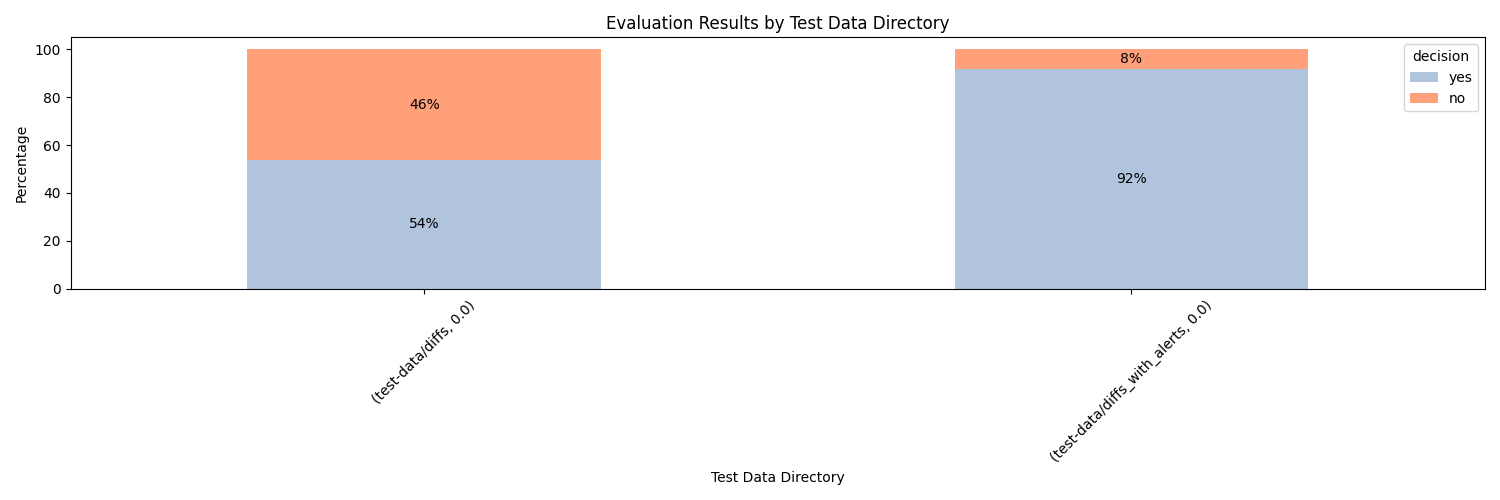 Evaluation Results by Test Data Directory
Percentage
100
80
60
40
20
0
46%
54%
8%
92%
decision
yes
no
(test-data/diffs, 0.0)
(test-data/diffs_with_alerts, 0.0)
Test Data Directory